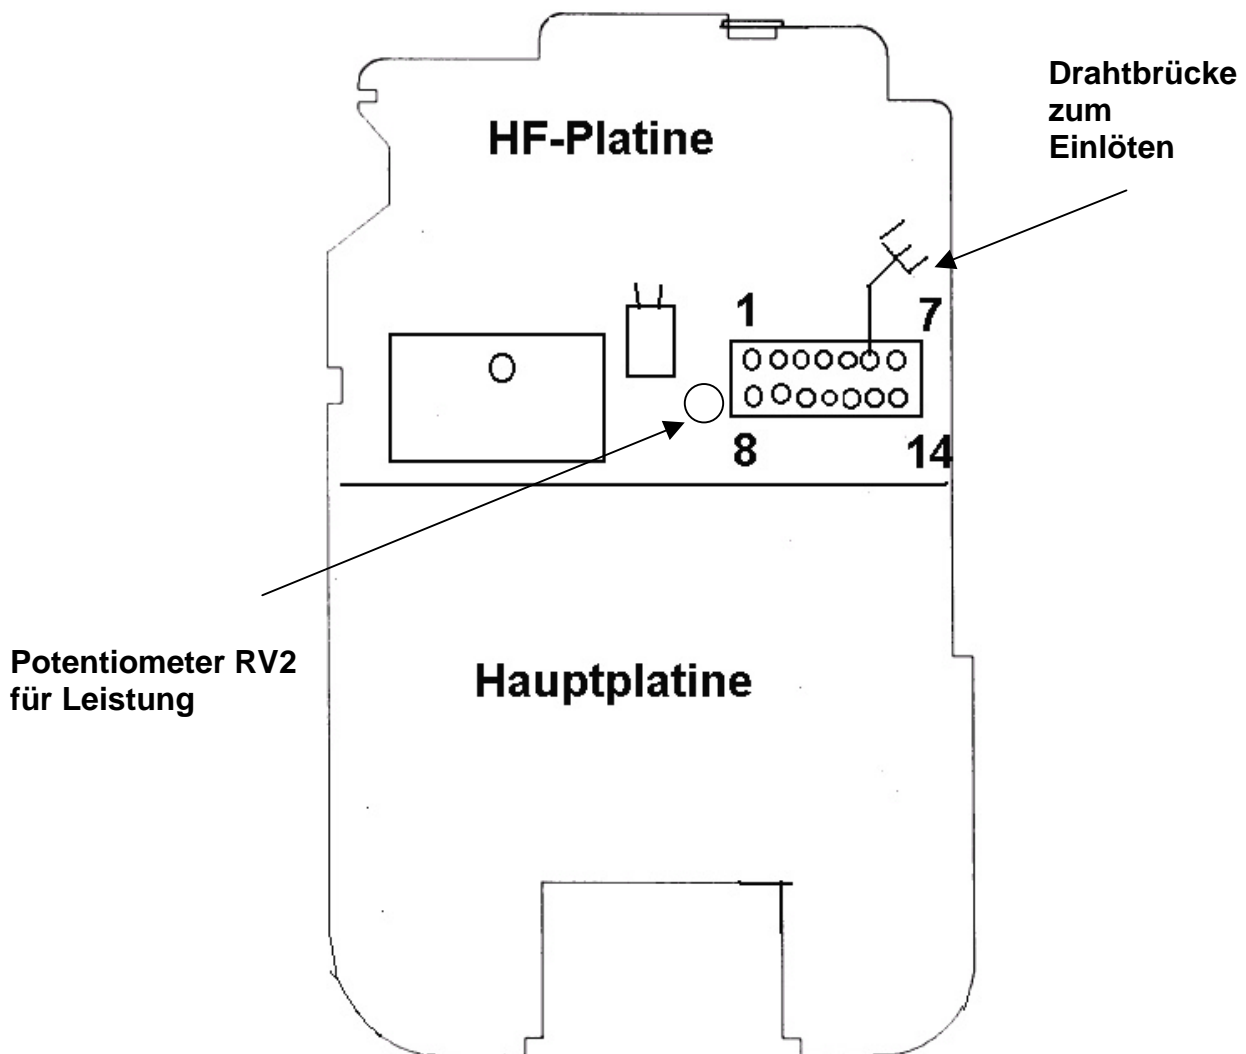 Drahtbrücke
zum
Einlöten
HF-Platine
1
7
8
14
Potentiometer RV2
für Leistung
Hauptplatine